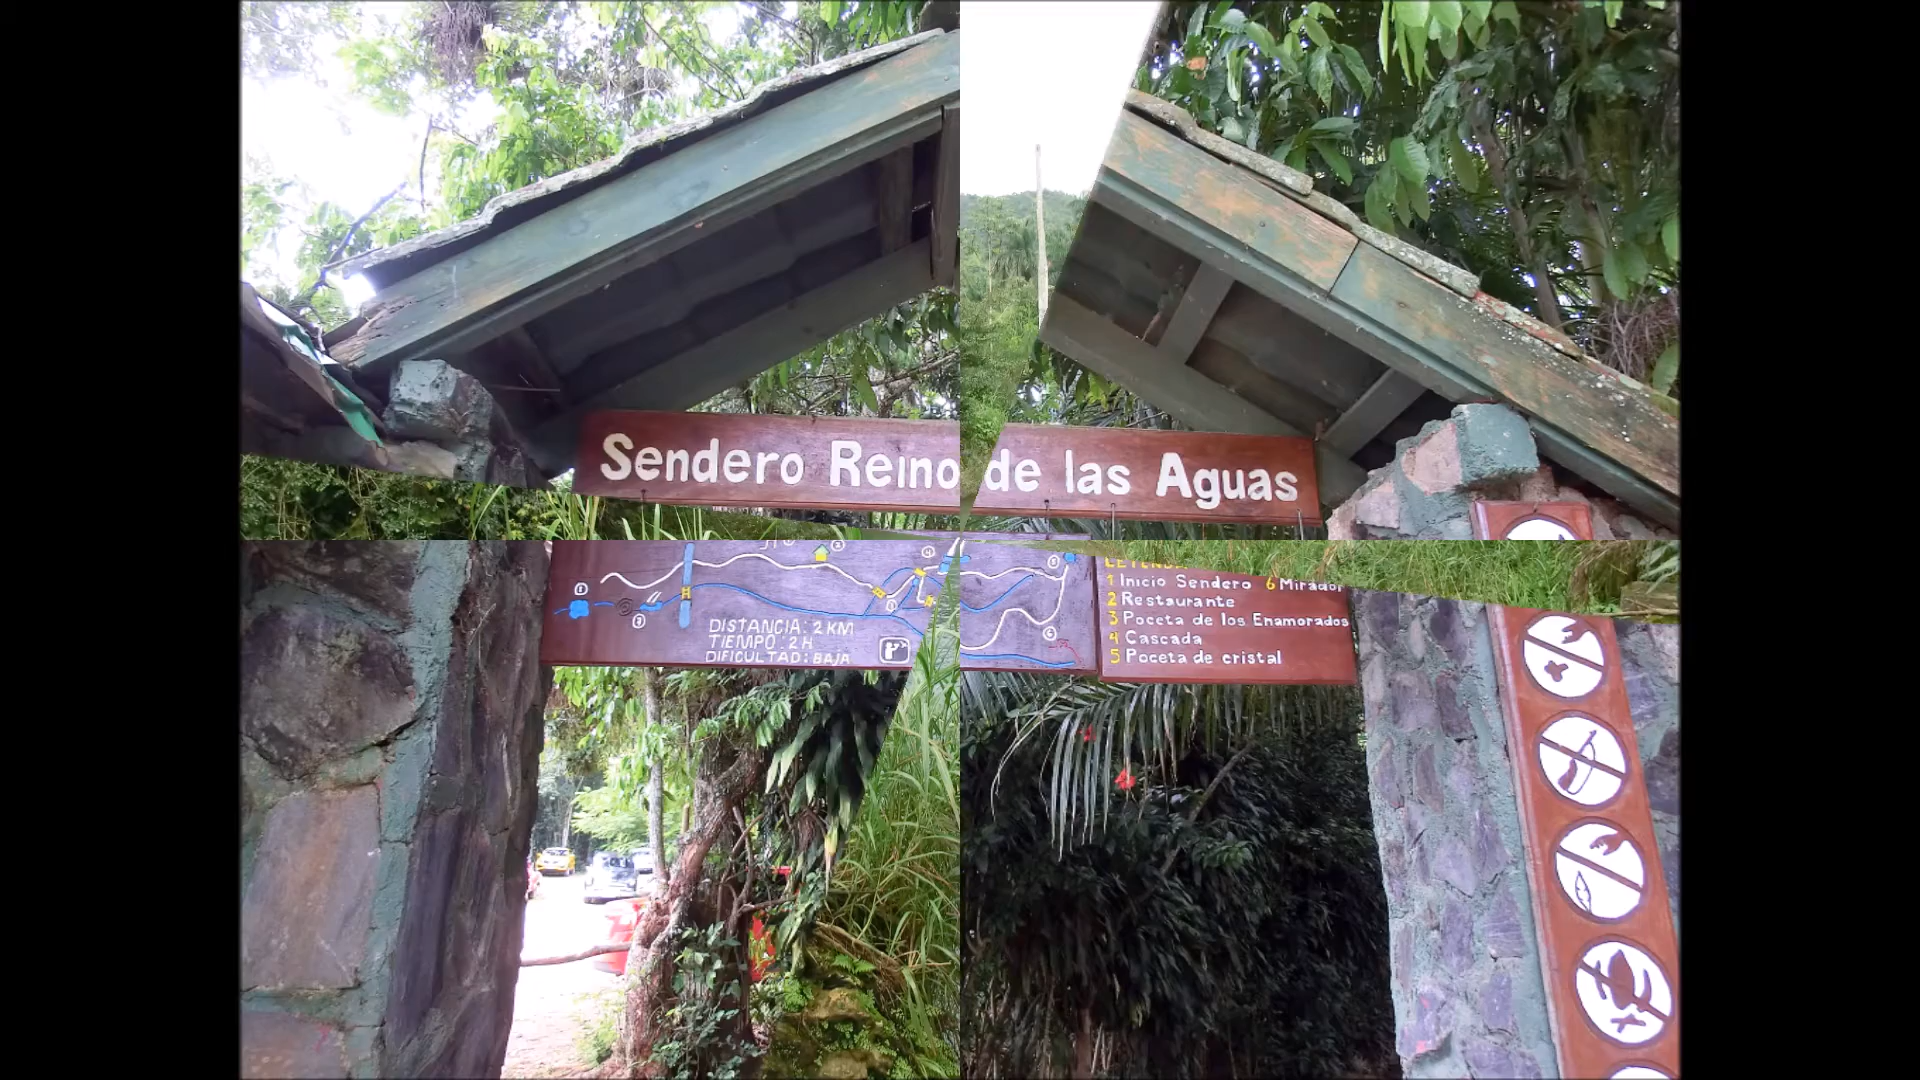 Sendero Reino de las Aguas
DISTANCIA: 2 KM
TIEMPO: 2 H
DIFICULTAD: BAJA
1 Inicio Sendero 6 Mirador
2 Restaurante
3 Poceta de los Enamorados
4 Cascada
5 Poceta de cristal